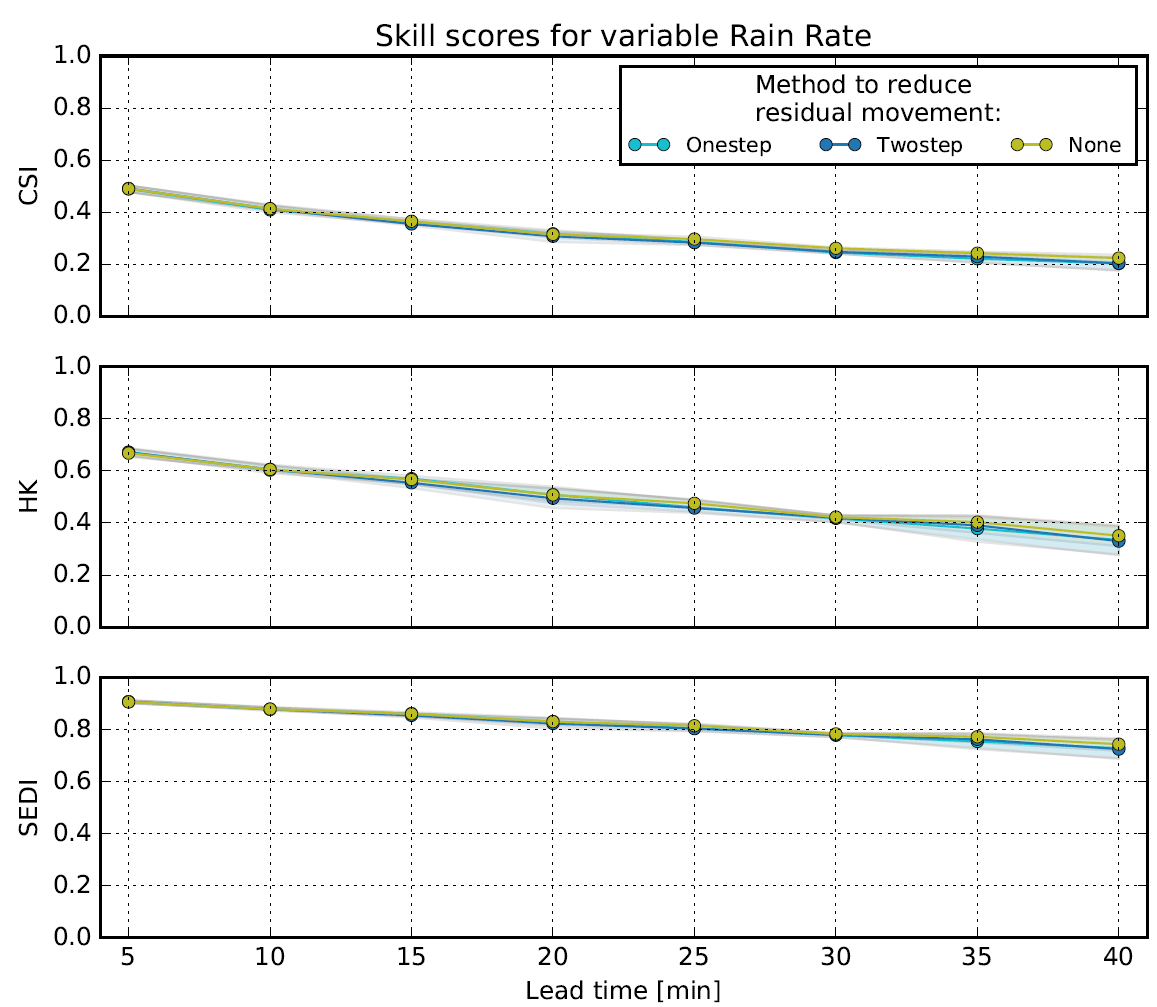 Skill scores for variable Rain Rate
Method to reduce
residual movement:
Onestep Twostep None
CSI
1.0
0.8
0.6
0.4
0.2
0.0
HK
1.0
0.8
0.6
0.4
0.2
0.0
SEDI
1.0
0.8
0.6
0.4
0.2
0.0
5 10 15 20 25 30 35 40
Lead time [min]